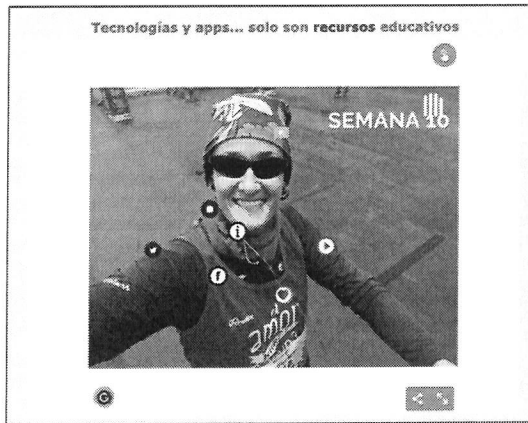 Tecnologías y apps... solo son recursos educativos
SEMANA 10
i
f
amor
G